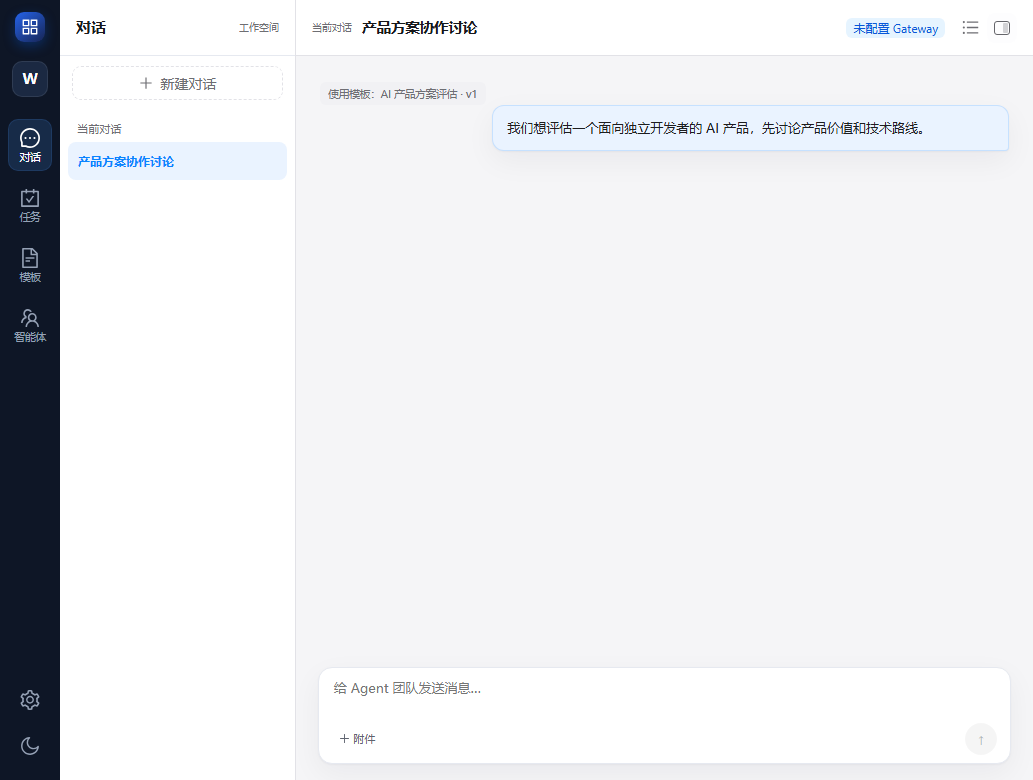 W
对话
任务
模板
智能体
对话
工作空间
新建对话
当前对话
产品方案协作讨论
当前对话
产品方案协作讨论
未配置 Gateway
使用模板：AI 产品方案评估 · v1
我们想评估一个面向独立开发者的 AI 产品，先讨论产品价值和技术路线。
给 Agent 团队发送消息...
+ 附件
↑